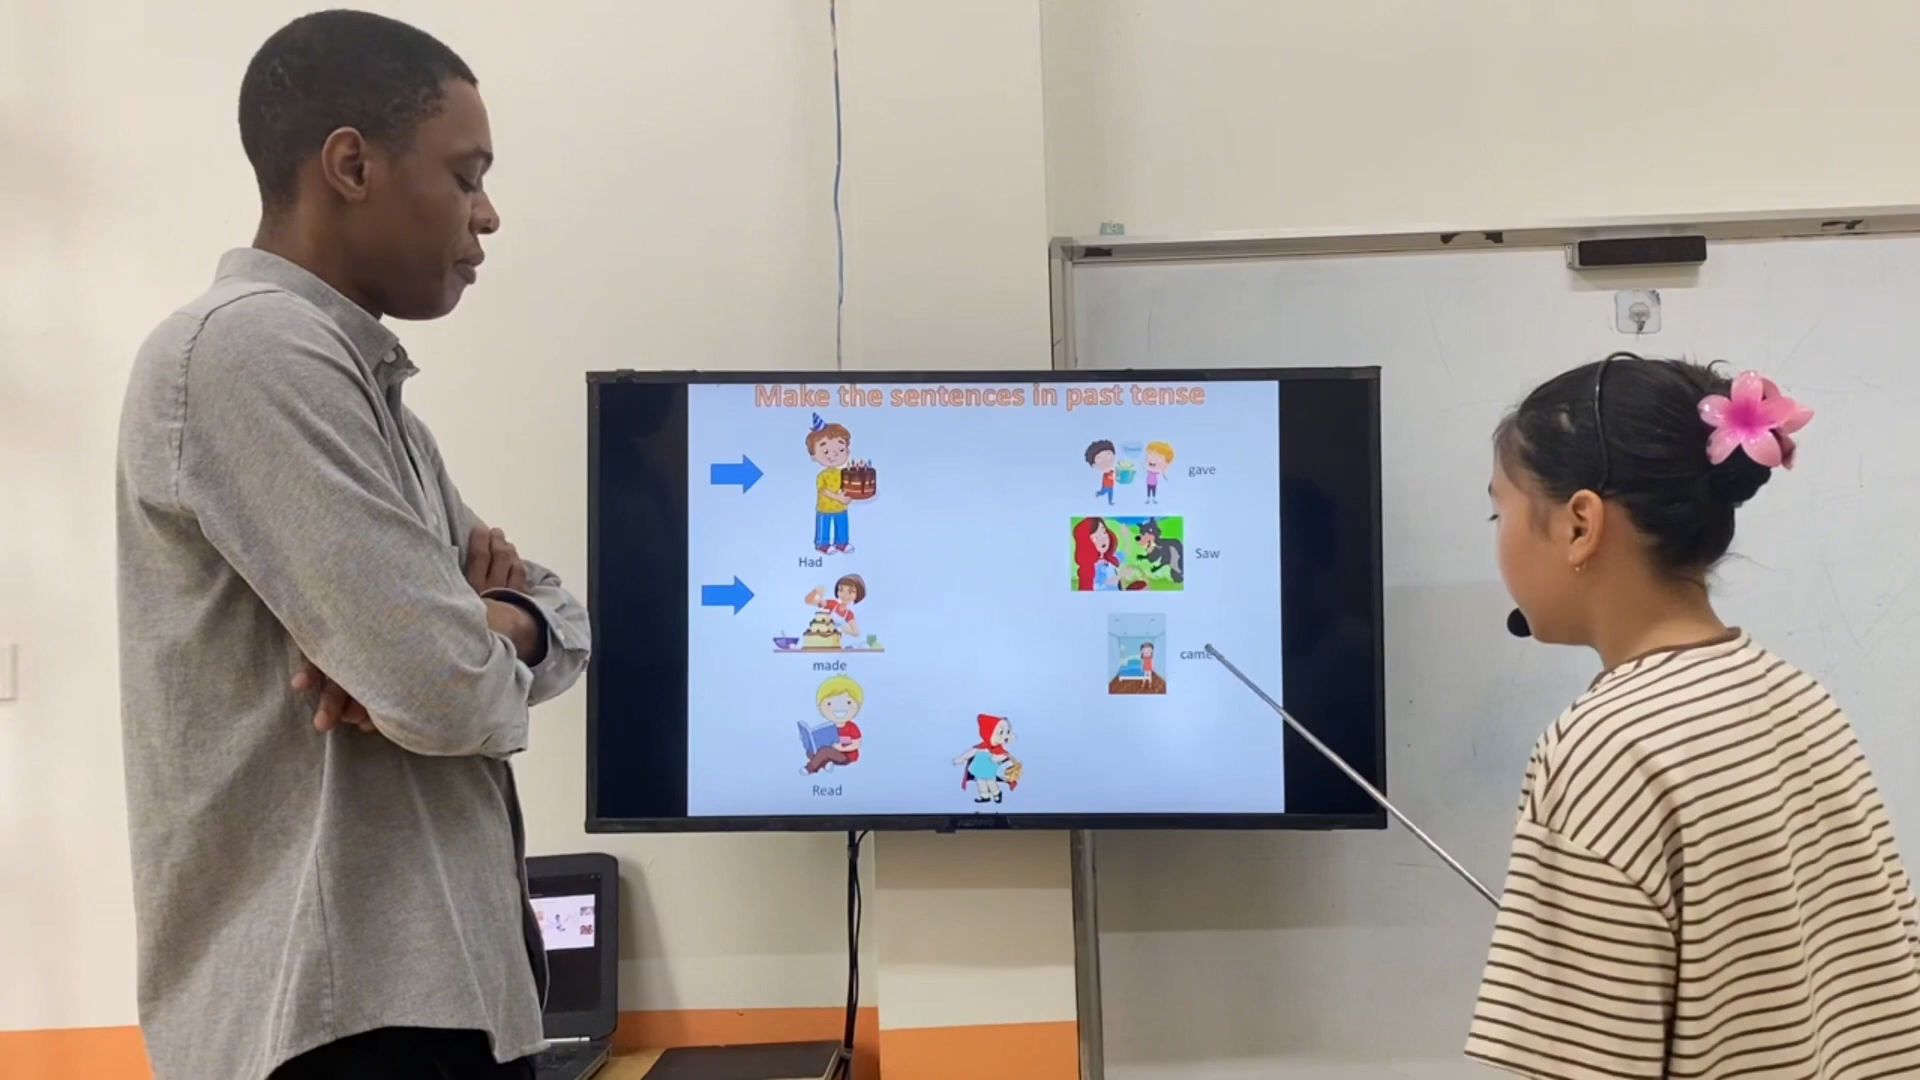 Make the sentences in past tense
Had
made
Read
gave
Saw
came